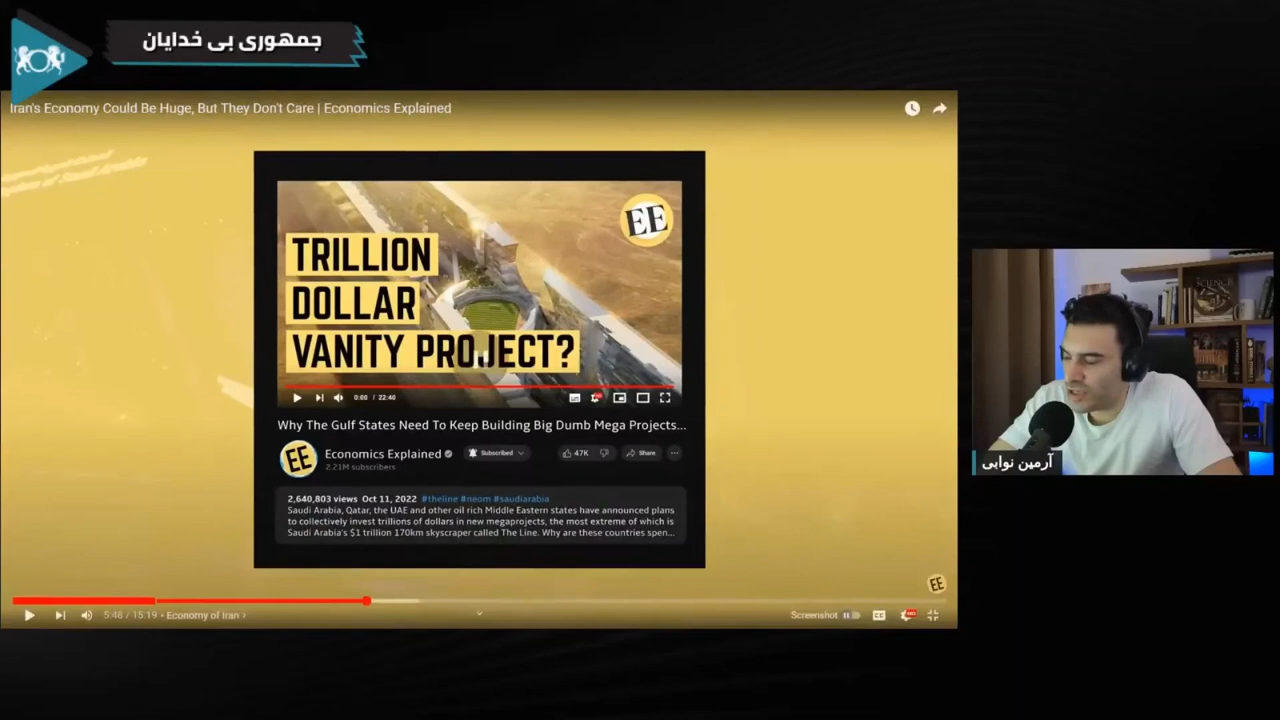 جمهوری بی خدایان
Iran's Economy Could Be Huge, But They Don't Care | Economics Explained
EE
TRILLION
DOLLAR
VANITY PROJECT?
0:00 / 22:40
Why The Gulf States Need To Keep Building Big Dumb Mega Projects...
EE
Economics Explained
Subscribed
47K
Share
2.21M subscribers
2,640,803 views Oct 11, 2022 #theline #neom #saudiarabia
Saudi Arabia, Qatar, the UAE and other oil rich Middle Eastern states have announced plans
to collectively invest trillions of dollars in new megaprojects, the most extreme of which is
Saudi Arabia's $1 trillion 170km skyscraper called The Line. Why are these countries spen...
SCIENCE
آرمین نوابی
EE
5:48 / 15:19 • Economy of Iran >
Screenshot
CC
HD